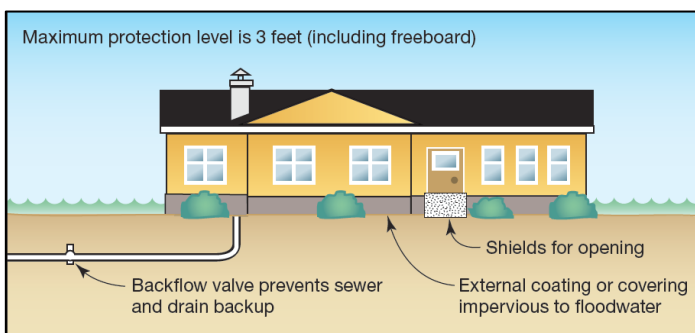 Maximum protection level is 3 feet (including freeboard)
Shields for opening
Backflow valve prevents sewer
and drain backup
External coating or covering
impervious to floodwater